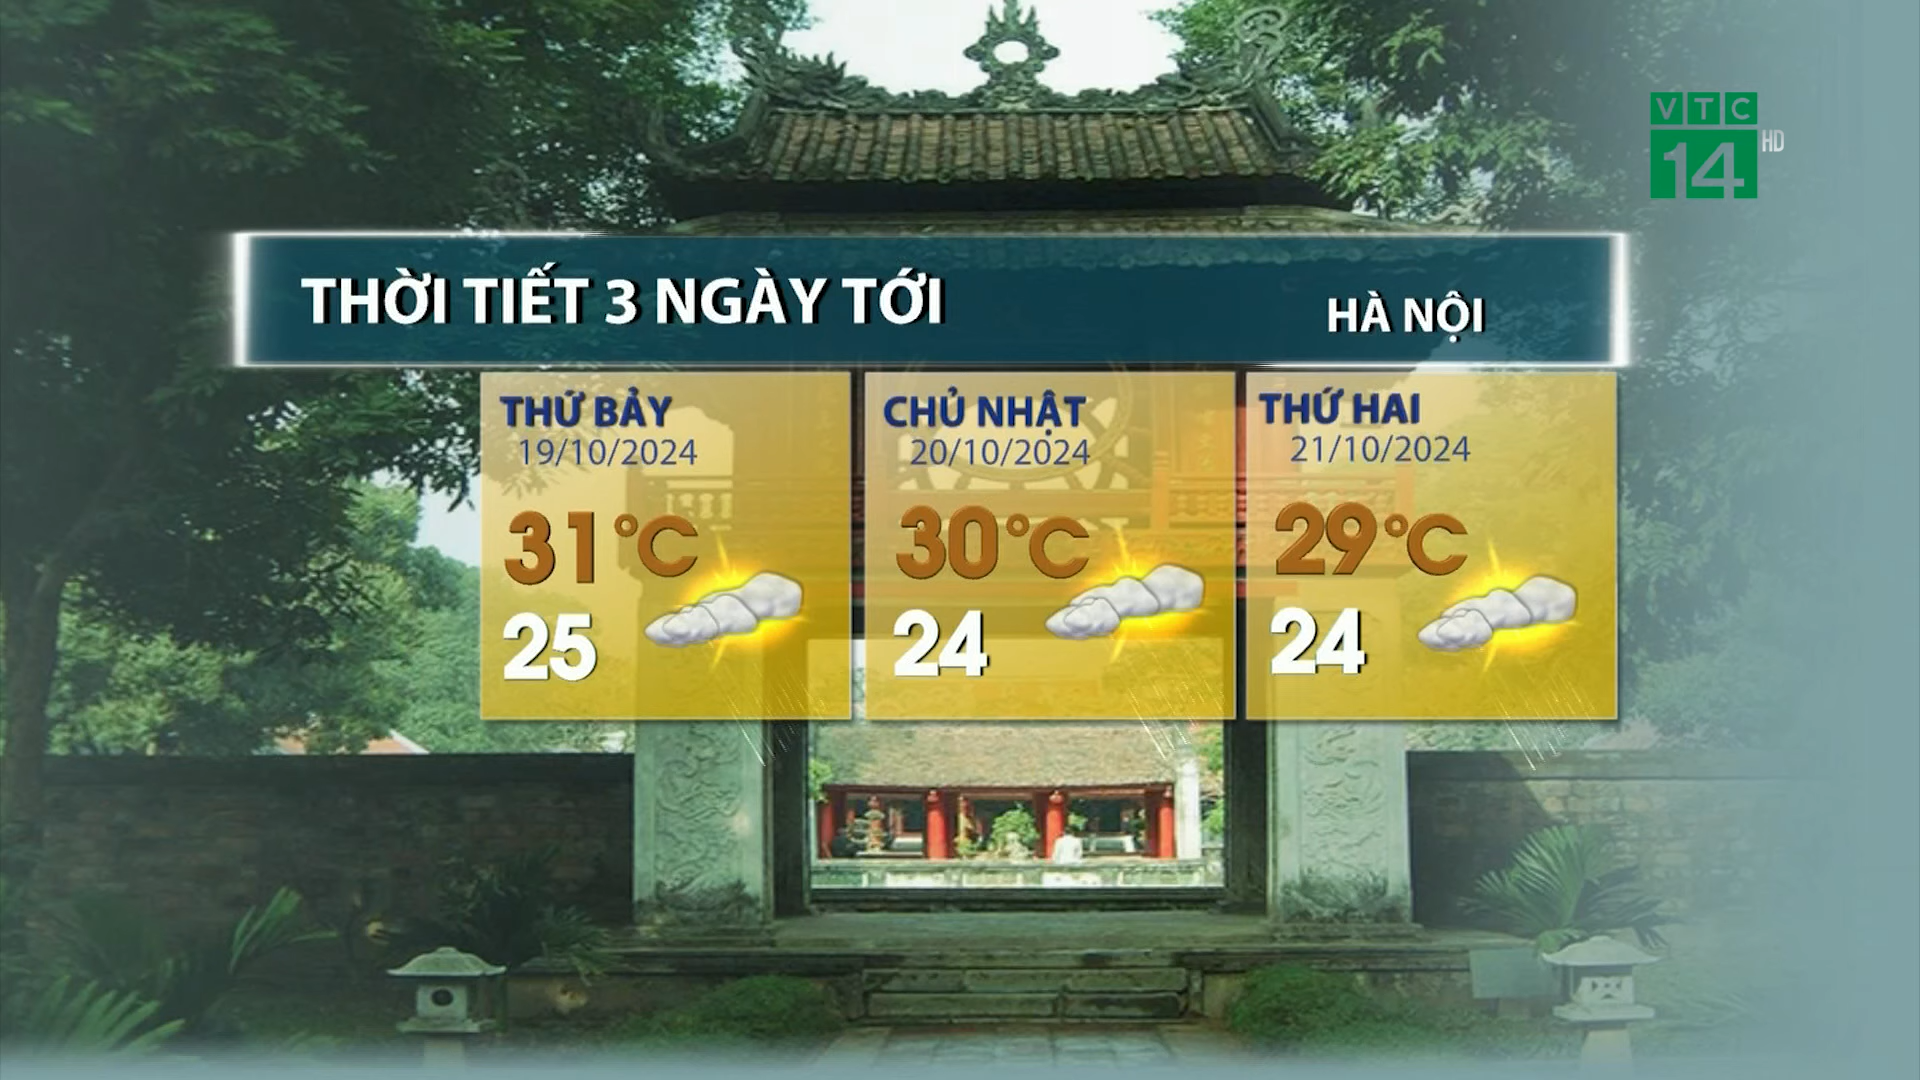 VTC
14 HD
THỜI TIẾT 3 NGÀY TỚI
HÀ NỘI
THỨ BẢY
19/10/2024
31°C
25
CHỦ NHẬT
20/10/2024
30°C
24
THỨ HAI
21/10/2024
29°C
24